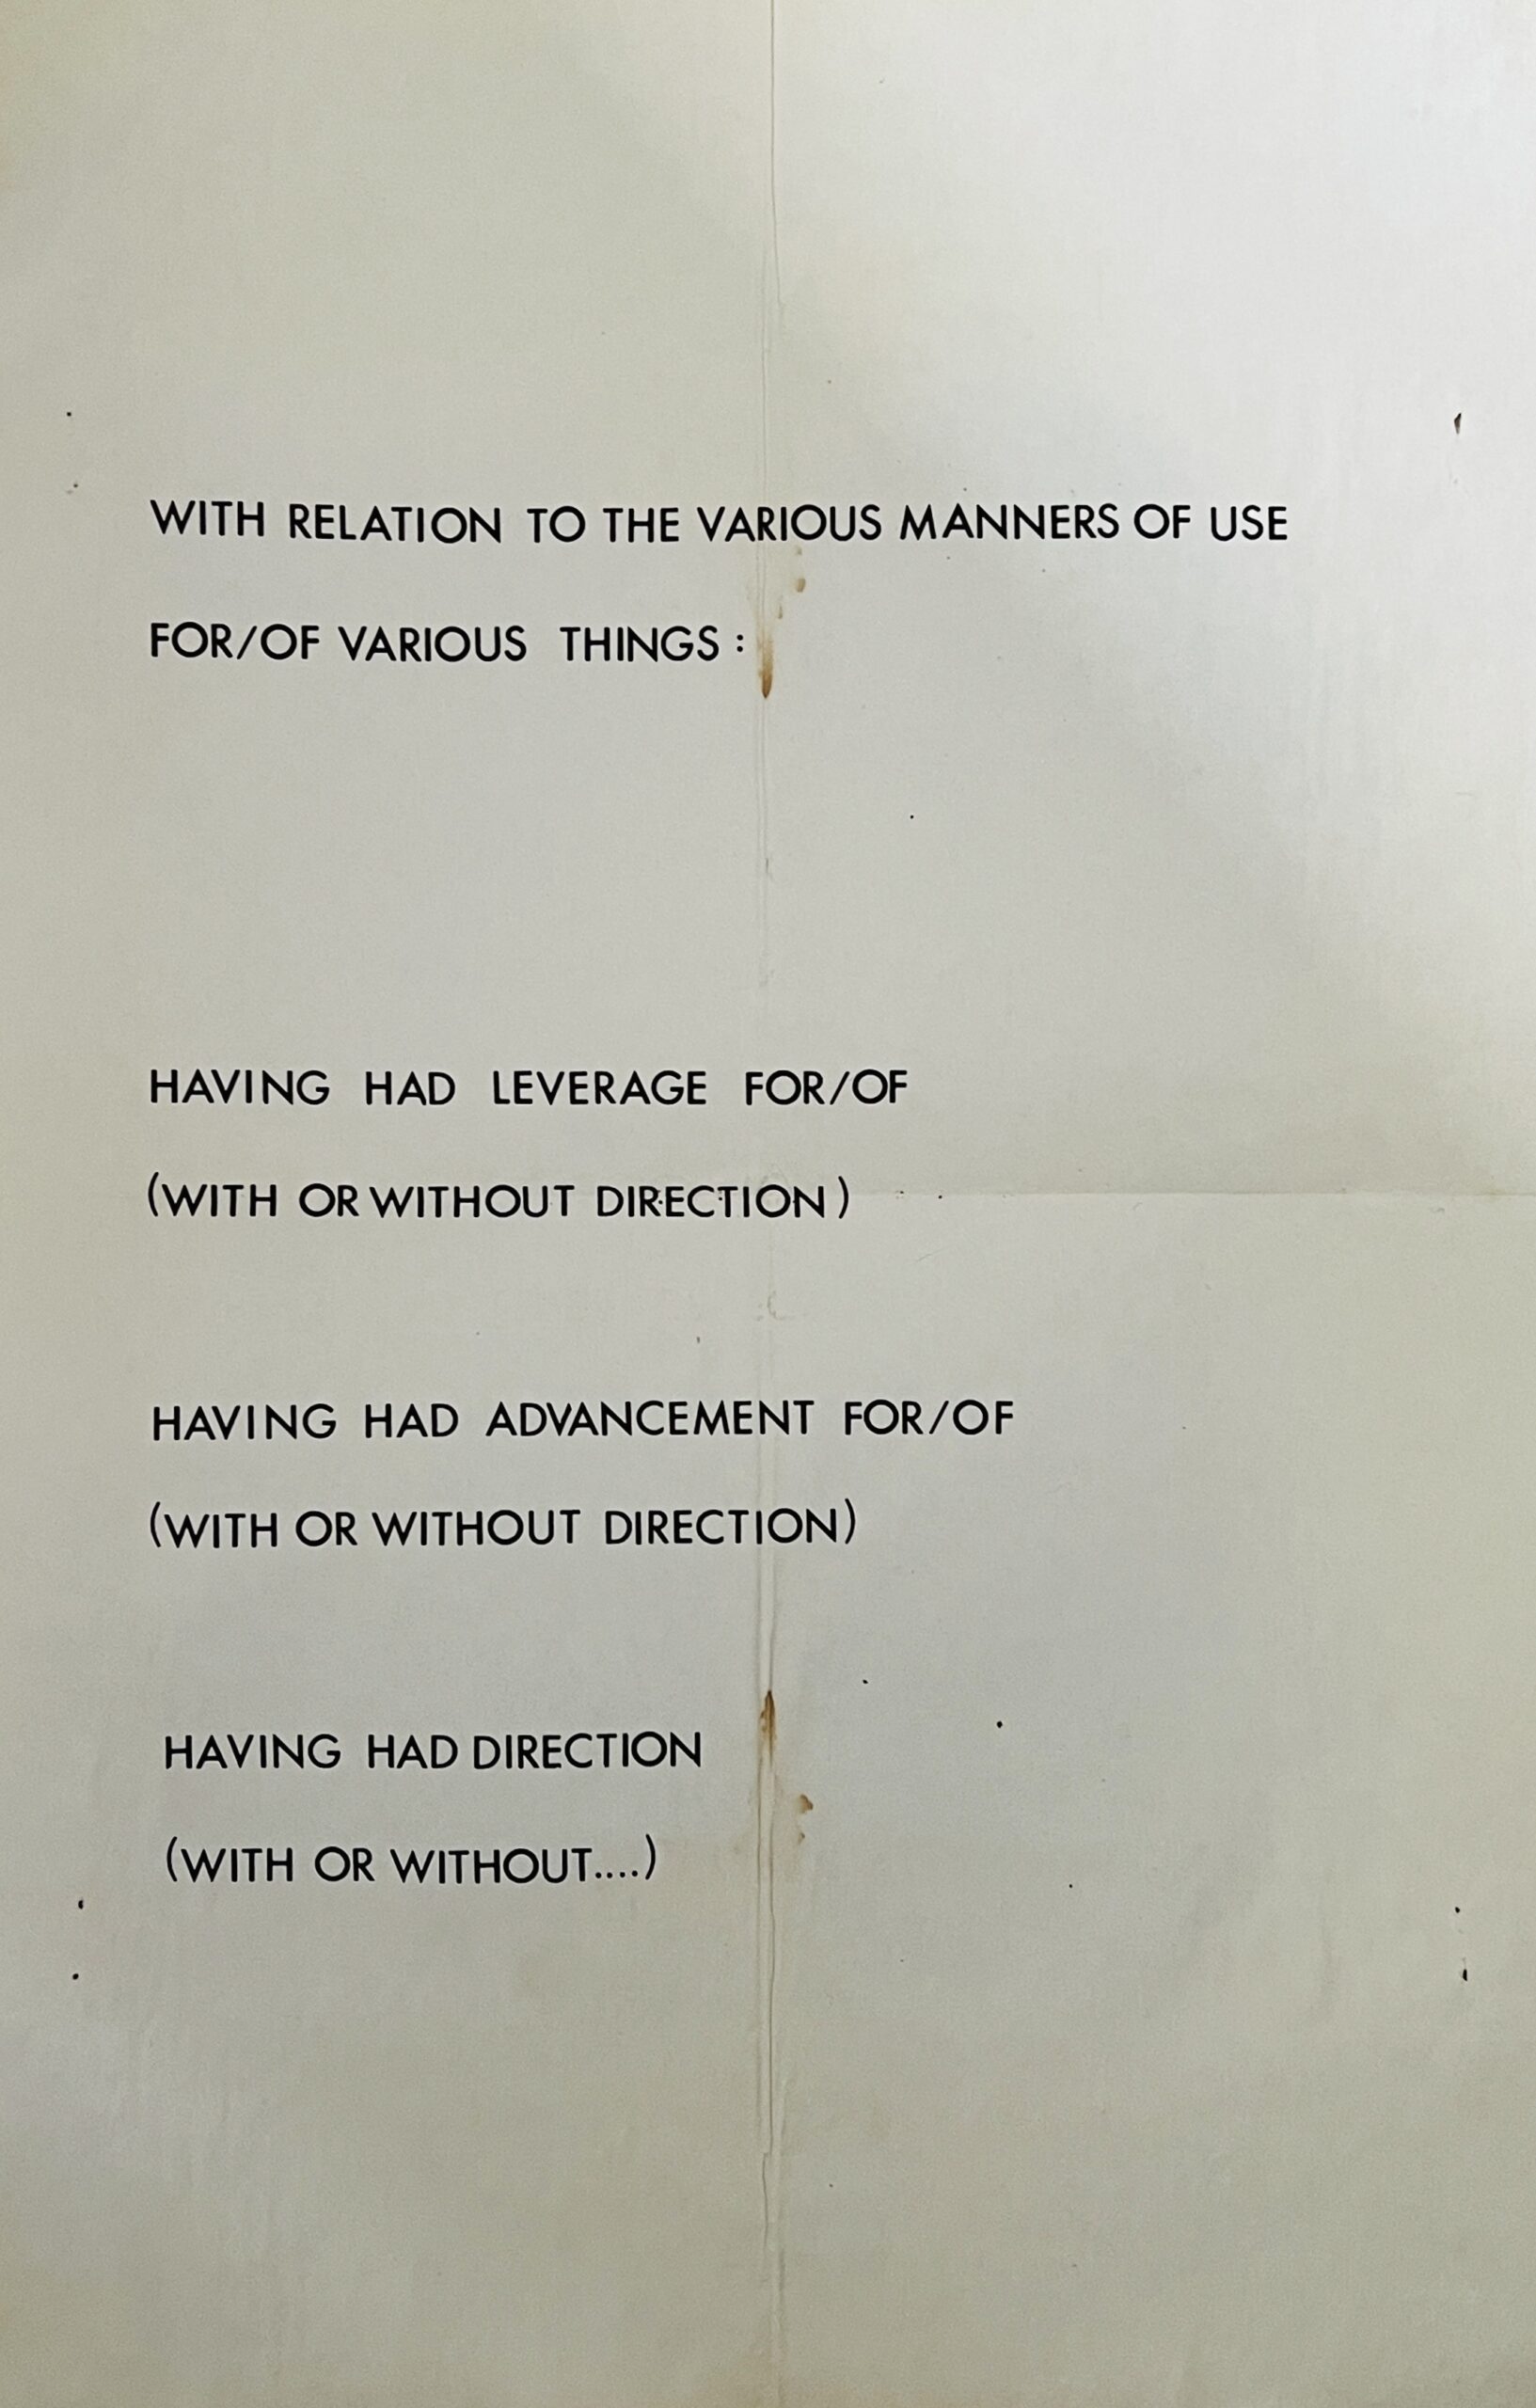 WITH RELATION TO THE VARIOUS MANNERS OF USE
FOR/OF VARIOUS THINGS:
HAVING HAD LEVERAGE FOR/OF
(WITH OR WITHOUT DIRECTION)
HAVING HAD ADVANCEMENT FOR/OF
(WITH OR WITHOUT DIRECTION)
HAVING HAD DIRECTION
(WITH OR WITHOUT....)